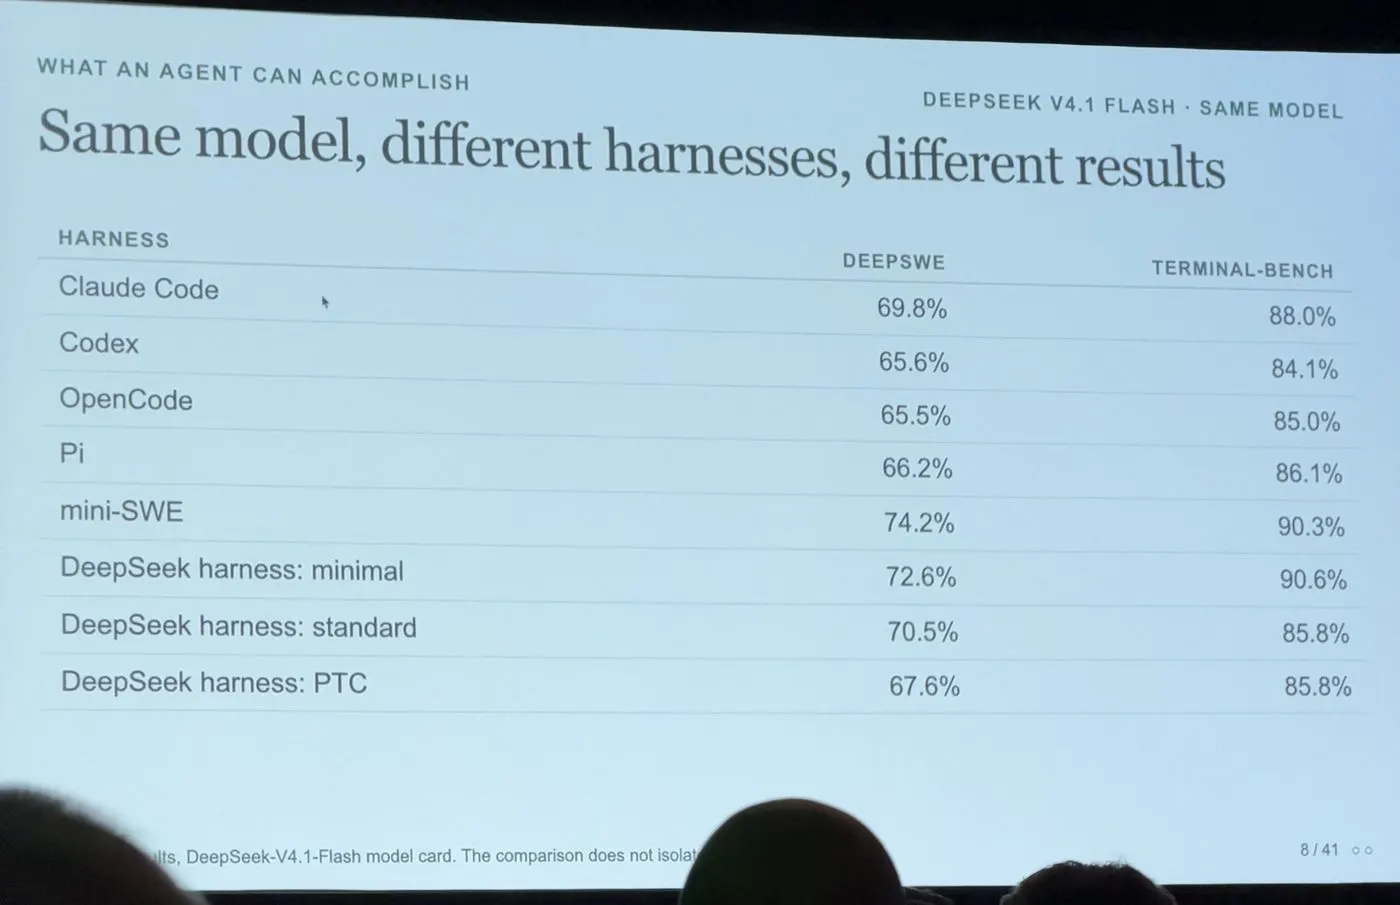 WHAT AN AGENT CAN ACCOMPLISH
DEEPSEEK V4.1 FLASH · SAME MODEL
Same model, different harnesses, different results
HARNESS DEEPSWE TERMINAL-BENCH
Claude Code 69.8% 88.0%
Codex 65.6% 84.1%
OpenCode 65.5% 85.0%
Pi 66.2% 86.1%
mini-SWE 74.2% 90.3%
DeepSeek harness: minimal 72.6% 90.6%
DeepSeek harness: standard 70.5% 85.8%
DeepSeek harness: PTC 67.6% 85.8%
DeepSeek-V4.1-Flash model card. The comparison does not
8 / 41